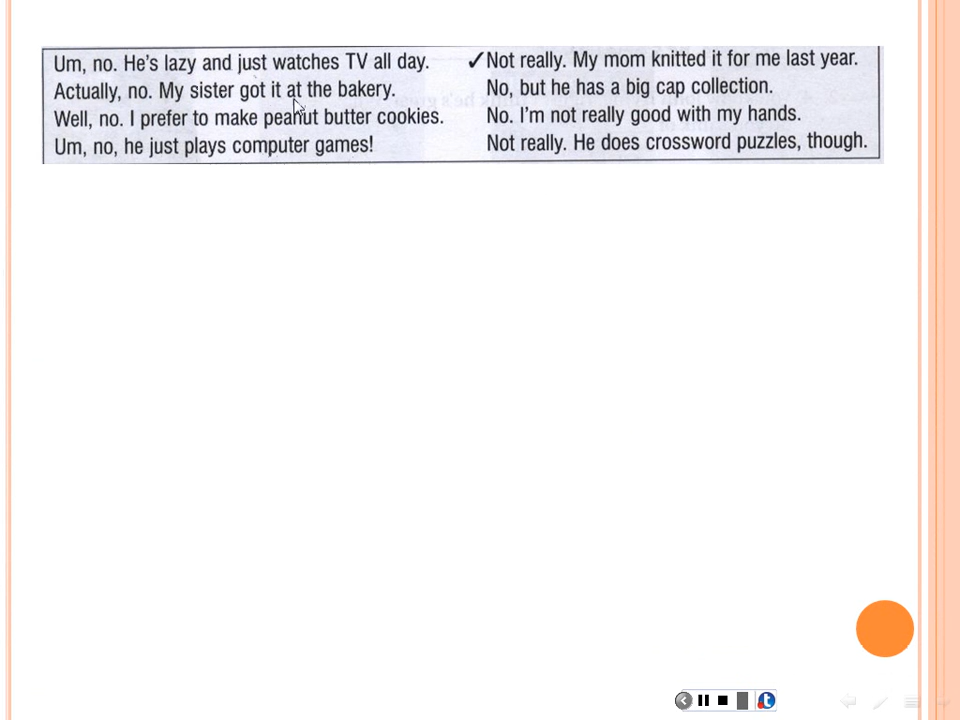 Um, no. He's lazy and just watches TV all day.
Actually, no. My sister got it at the bakery.
Well, no. I prefer to make peanut butter cookies.
Um, no, he just plays computer games!
✓Not really. My mom knitted it for me last year.
No, but he has a big cap collection.
No. I'm not really good with my hands.
Not really. He does crossword puzzles, though.